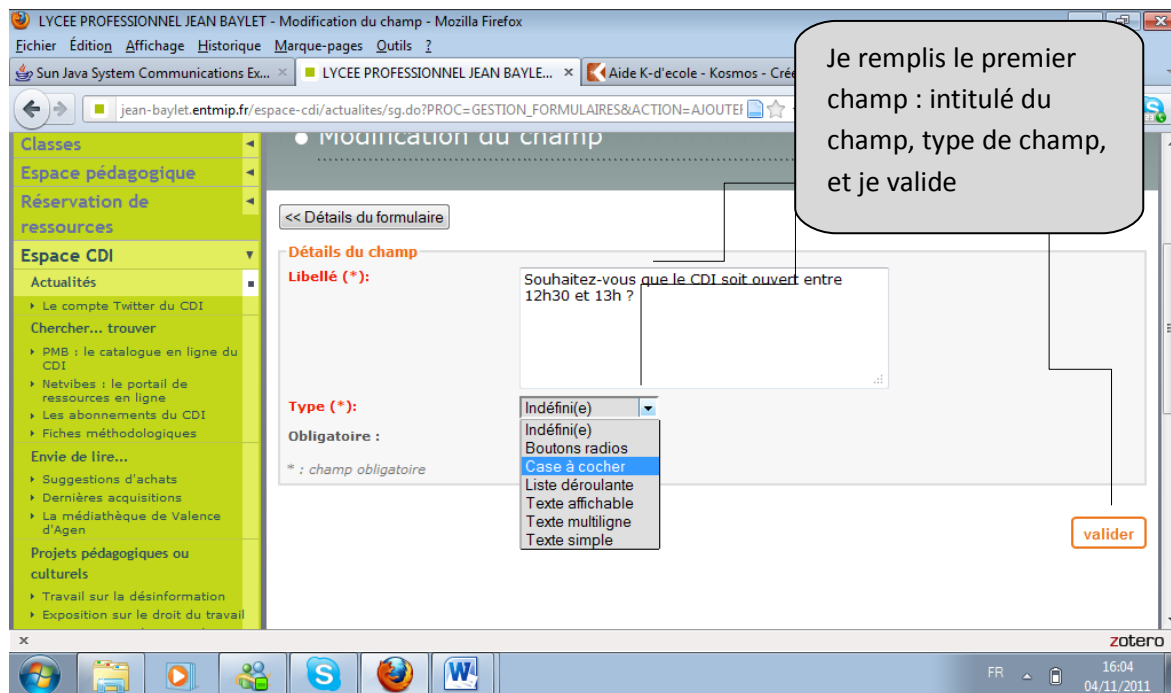 LYCEE PROFESSIONNEL JEAN BAYLET - Modification du champ - Mozilla Firefox
Fichier Édition Affichage Historique Marque-pages Outils ?
Sun Java System Communications Ex...
LYCEE PROFESSIONNEL JEAN BAYLE...
Aide K-d'ecole - Kosmos - Crée
jean-baylet.entmip.fr/espace-cdi/actualites/sg.do?PROC=GESTION_FORMULAIRES&ACTION=AJOUTEI
Je remplis le premier
champ : intitulé du
champ, type de champ,
et je valide
Classes
Espace pédagogique
Réservation de
ressources
Espace CDI
Actualités
Le compte Twitter du CDI
Chercher... trouver
PMB : le catalogue en ligne du
CDI
Netvibes : le portail de
ressources en ligne
Les abonnements du CDI
Fiches méthodologiques
Envie de lire...
Suggestions d'achats
Dernières acquisitions
La médiathèque de Valence
d'Agen
Projets pédagogiques ou
culturels
Travail sur la désinformation
Exposition sur le droit du travail
Modification du champ
<< Détails du formulaire
Détails du champ
Libellé (*):
Souhaitez-vous que le CDI soit ouvert entre
12h30 et 13h ?
Type (*):
Indéfini(e)
Obligatoire :
* : champ obligatoire
Indéfini(e)
Boutons radios
Case à cocher
Liste déroulante
Texte affichable
Texte multiligne
Texte simple
valider
x
zotero
FR
16:04
04/11/2011